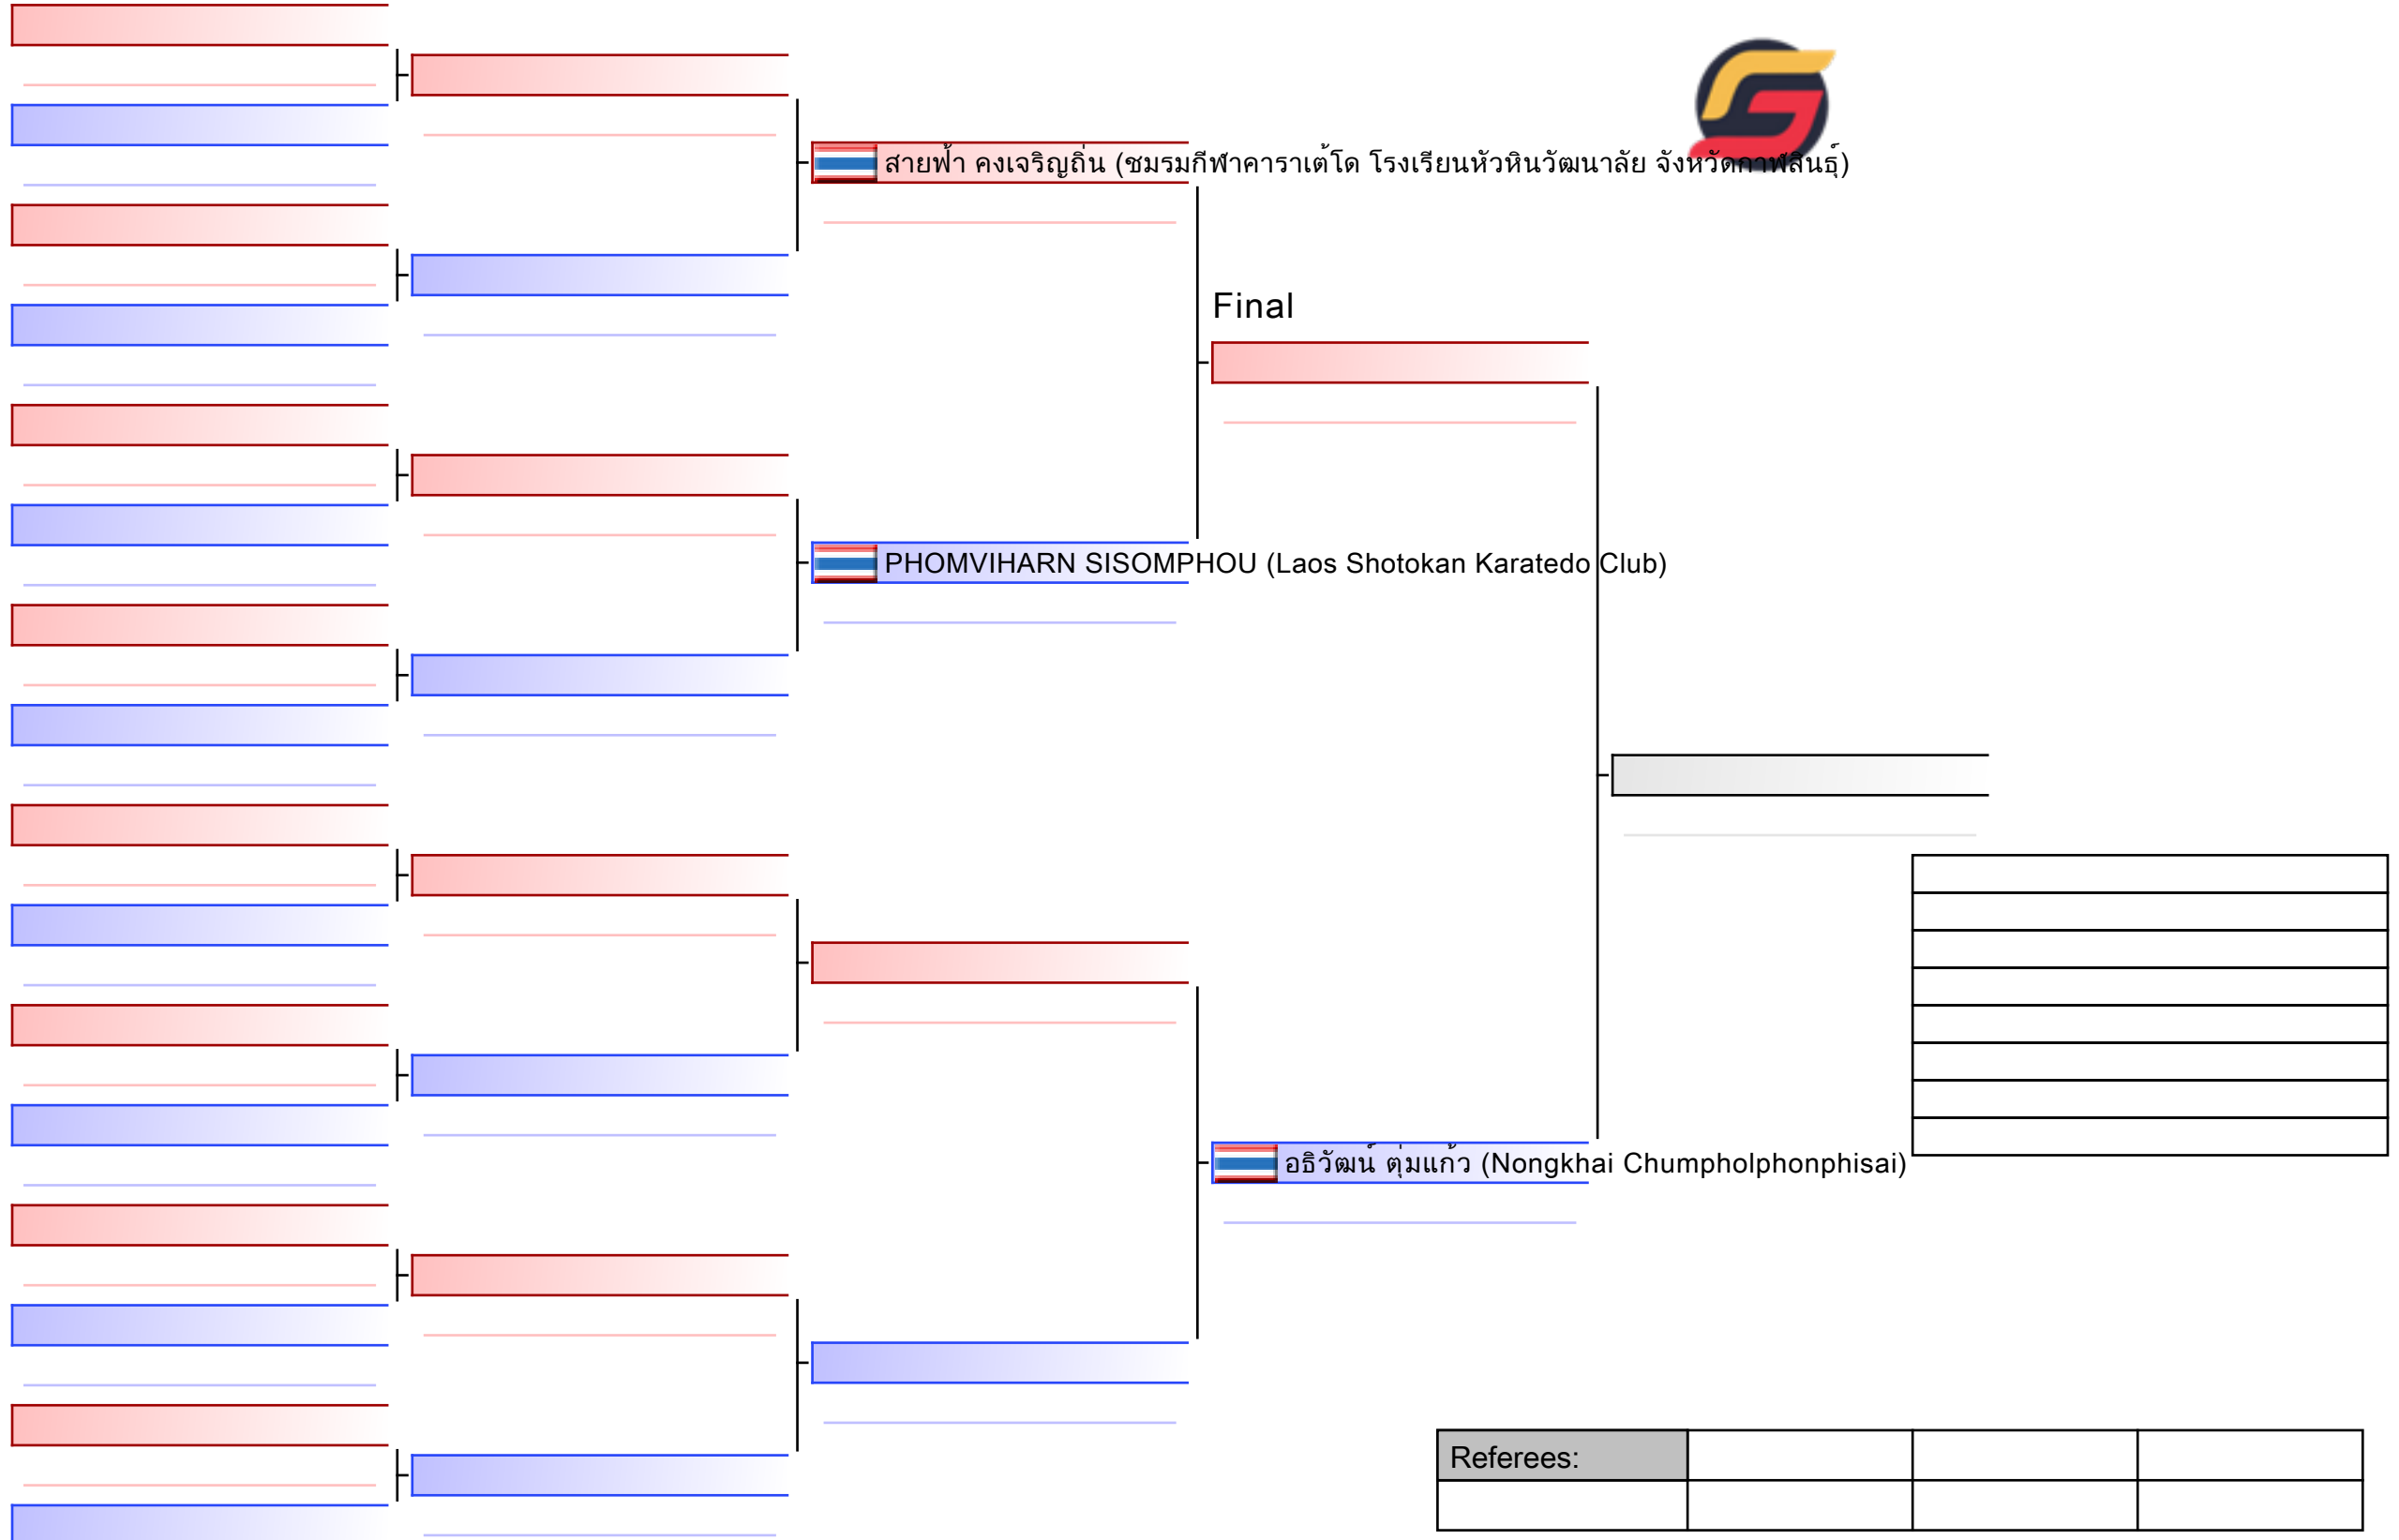 สายฟ้า คงเจริญถิ่น (ชมรมกีฬาคาราเต้โด โรงเรียนหัวหินวัฒนาลัย จังหวัดกาฬสินธุ์)
Final
PHOMVIHARN SISOMPHOU (Laos Shotokan Karatedo Club)
อธิวัฒน์ ตุ่มแก้ว (Nongkhai Chumpholphonphisai)
Referees: